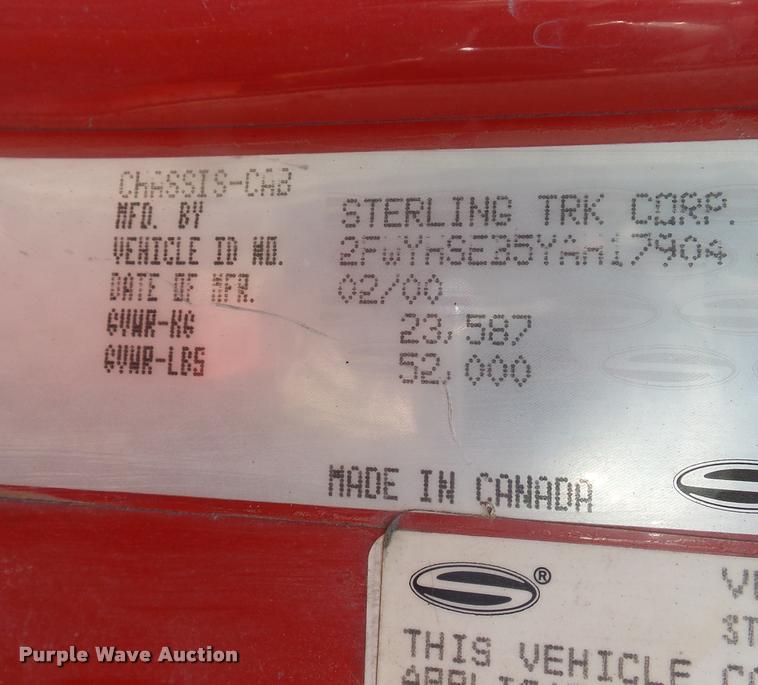 CHASSIS-CAB
MFD. BY STERLING TRK CORP.
VEHICLE ID NO. 2FWYASEB5YAA17904
DATE OF MFR. 02/00
GVWR-KG 23,587
GVWR-LBS 52,000
MADE IN CANADA
®
THIS VEHICLE
Purple Wave Auction